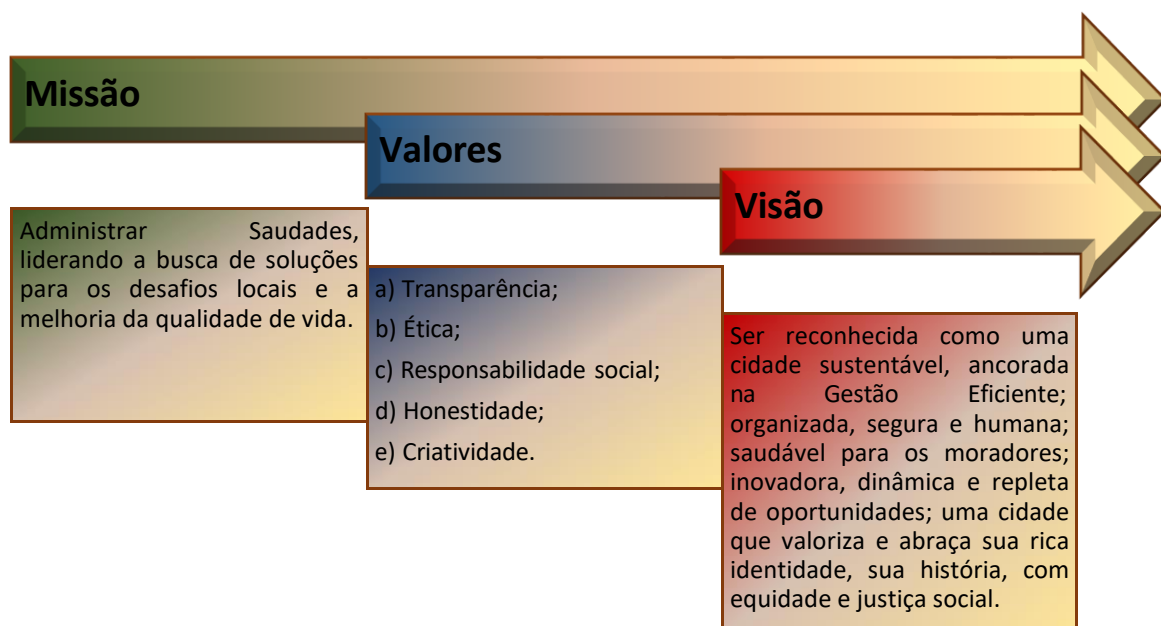 Missão
Valores
Visão
Administrar Saudades,
liderando a busca de soluções
para os desafios locais e a
melhoria da qualidade de vida.
a) Transparência;
b) Ética;
c) Responsabilidade social;
d) Honestidade;
e) Criatividade.
Ser reconhecida como uma
cidade sustentável, ancorada
na Gestão Eficiente;
organizada, segura e humana;
saudável para os moradores;
inovadora, dinâmica e repleta
de oportunidades; uma cidade
que valoriza e abraça sua rica
identidade, sua história, com
equidade e justiça social.